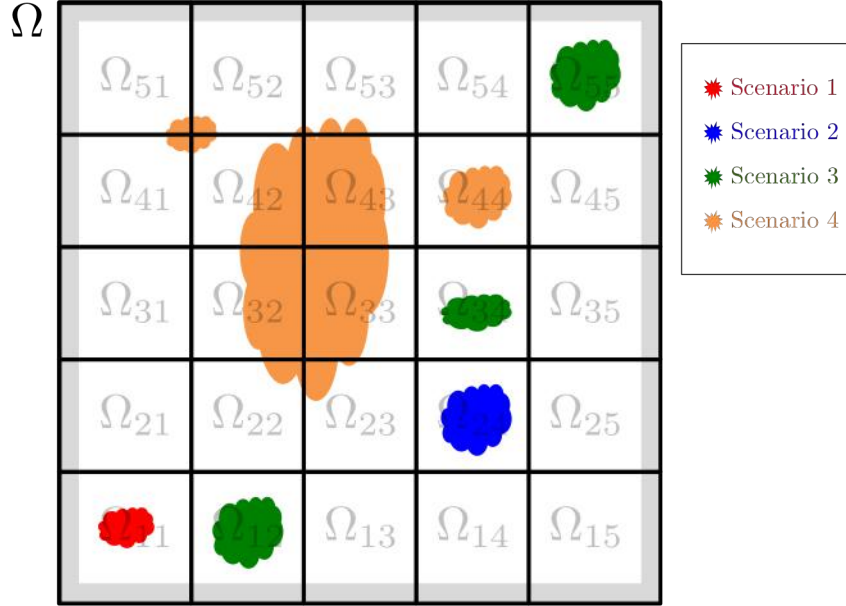 Ω
Ω51 Ω52 Ω53 Ω54 Ω55
Ω41 Ω42 Ω43 Ω44 Ω45
Ω31 Ω32 Ω33 Ω34 Ω35
Ω21 Ω22 Ω23 Ω24 Ω25
Ω11 Ω12 Ω13 Ω14 Ω15
Scenario 1
Scenario 2
Scenario 3
Scenario 4